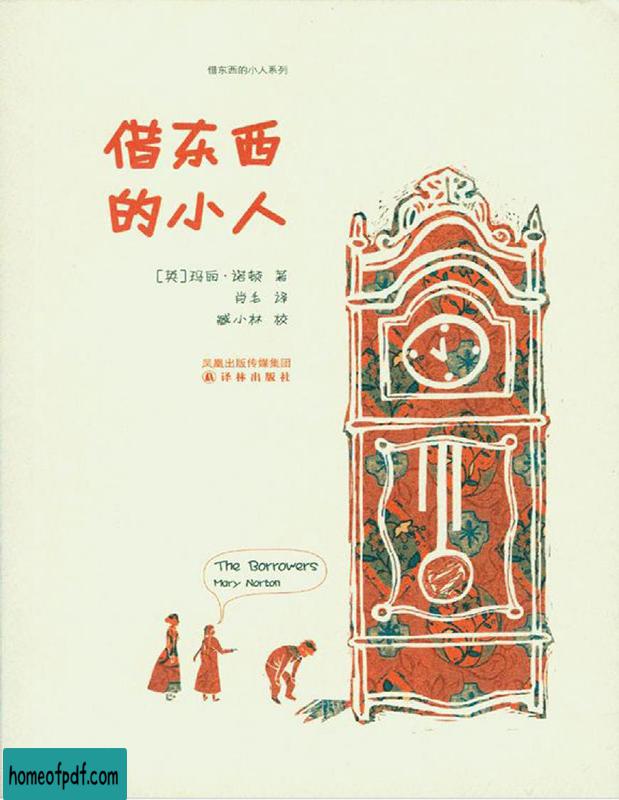 借东西的小人系列
借东西
的小人
[英]玛丽·诺顿 著
肖毛 译
臧小林 校
凤凰出版传媒集团
译林出版社
The Borrowers
Mary Norton
homeofpdf.com